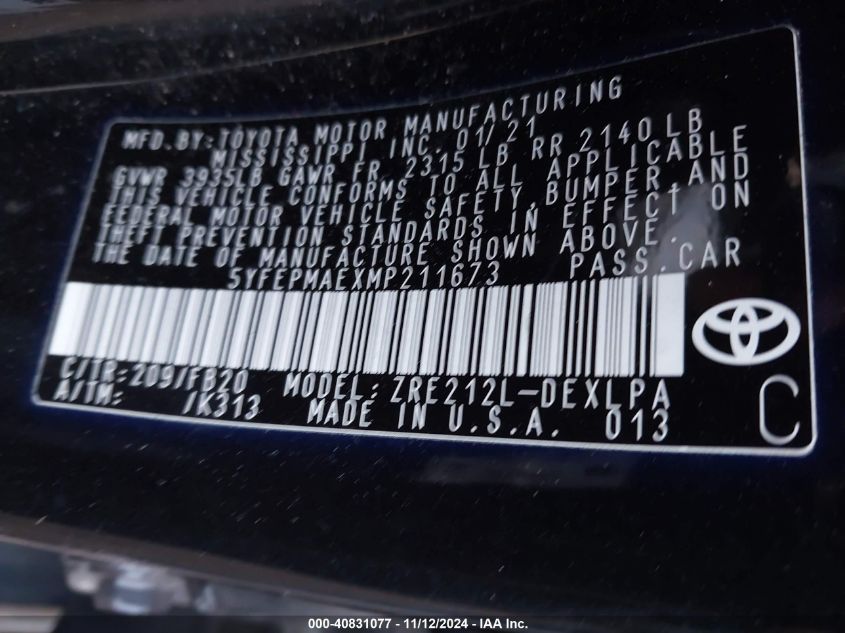 MFD. BY: TOYOTA MOTOR MANUFACTURING
MISSISSIPPI INC. 01/21
GVWR 3935LB GAWR FR 2315 LB RR 2140LB
THIS VEHICLE CONFORMS TO ALL APPLICABLE
FEDERAL MOTOR VEHICLE SAFETY,BUMPER,AND
THEFT PREVENTION STANDARDS IN EFFECT ON
THE DATE OF MANUFACTURE SHOWN ABOVE.
5YFEPMAEXMP211673 PASS.CAR
C/TR:209/FB20 MODEL:ZRE212L-DEXLPA
A/TM: /K313 MADE IN U.S.A. 013
C
000-40831077 - 11/12/2024 - IAA Inc.